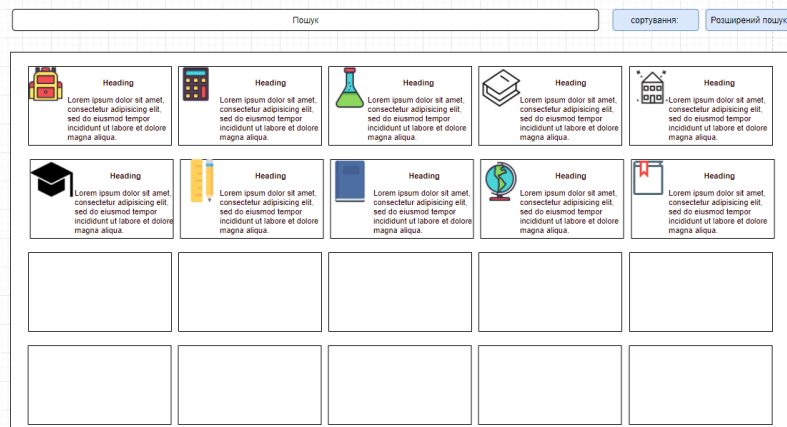 Пошук
сортування:
Розширений пошук
Heading
Lorem ipsum dolor sit amet,
consectetur adipisicing elit,
sed do eiusmod tempor
incididunt ut labore et dolore
magna aliqua.
Heading
Lorem ipsum dolor sit amet,
consectetur adipisicing elit,
sed do eiusmod tempor
incididunt ut labore et dolore
magna aliqua.
Heading
Lorem ipsum dolor sit amet,
consectetur adipisicing elit,
sed do eiusmod tempor
incididunt ut labore et dolore
magna aliqua.
Heading
Lorem ipsum dolor sit amet,
consectetur adipisicing elit,
sed do eiusmod tempor
incididunt ut labore et dolore
magna aliqua.
Heading
Lorem ipsum dolor sit amet,
consectetur adipisicing elit,
sed do eiusmod tempor
incididunt ut labore et dolore
magna aliqua.
Heading
Lorem ipsum dolor sit amet,
consectetur adipisicing elit,
sed do eiusmod tempor
incididunt ut labore et dolore
magna aliqua.
Heading
Lorem ipsum dolor sit amet,
consectetur adipisicing elit,
sed do eiusmod tempor
incididunt ut labore et dolore
magna aliqua.
Heading
Lorem ipsum dolor sit amet,
consectetur adipisicing elit,
sed do eiusmod tempor
incididunt ut labore et dolore
magna aliqua.
Heading
Lorem ipsum dolor sit amet,
consectetur adipisicing elit,
sed do eiusmod tempor
incididunt ut labore et dolore
magna aliqua.
Heading
Lorem ipsum dolor sit amet,
consectetur adipisicing elit,
sed do eiusmod tempor
incididunt ut labore et dolore
magna aliqua.